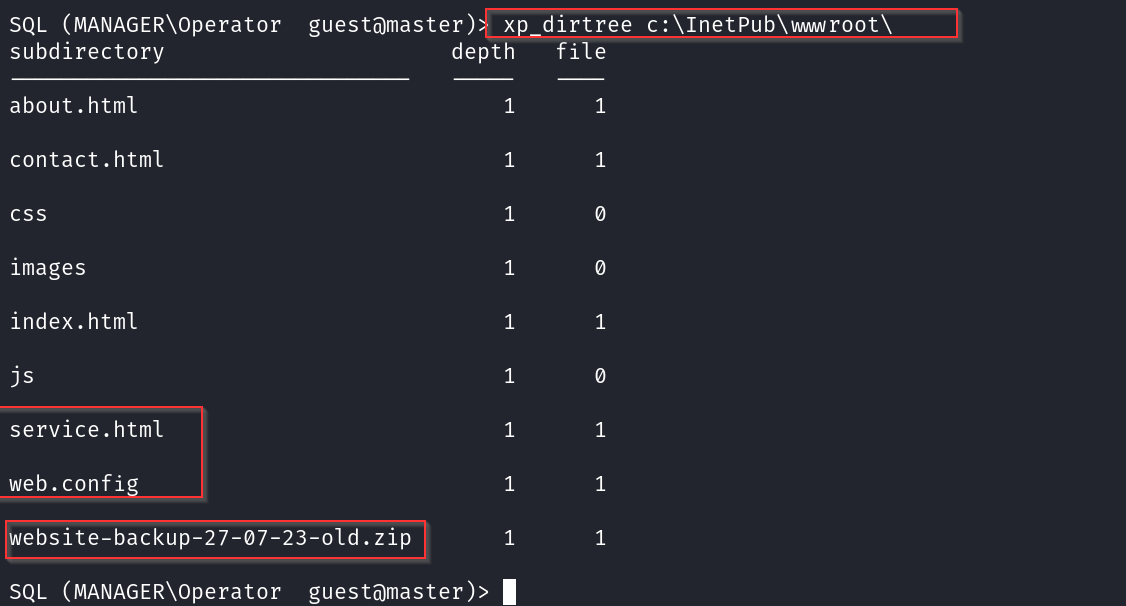 SQL (MANAGER\Operator  guest@master)> xp_dirtree c:\InetPub\wwwroot\
subdirectory depth file
about.html 1 1
contact.html 1 1
css 1 0
images 1 0
index.html 1 1
js 1 0
service.html 1 1
web.config 1 1
website-backup-27-07-23-old.zip 1 1
SQL (MANAGER\Operator  guest@master)>